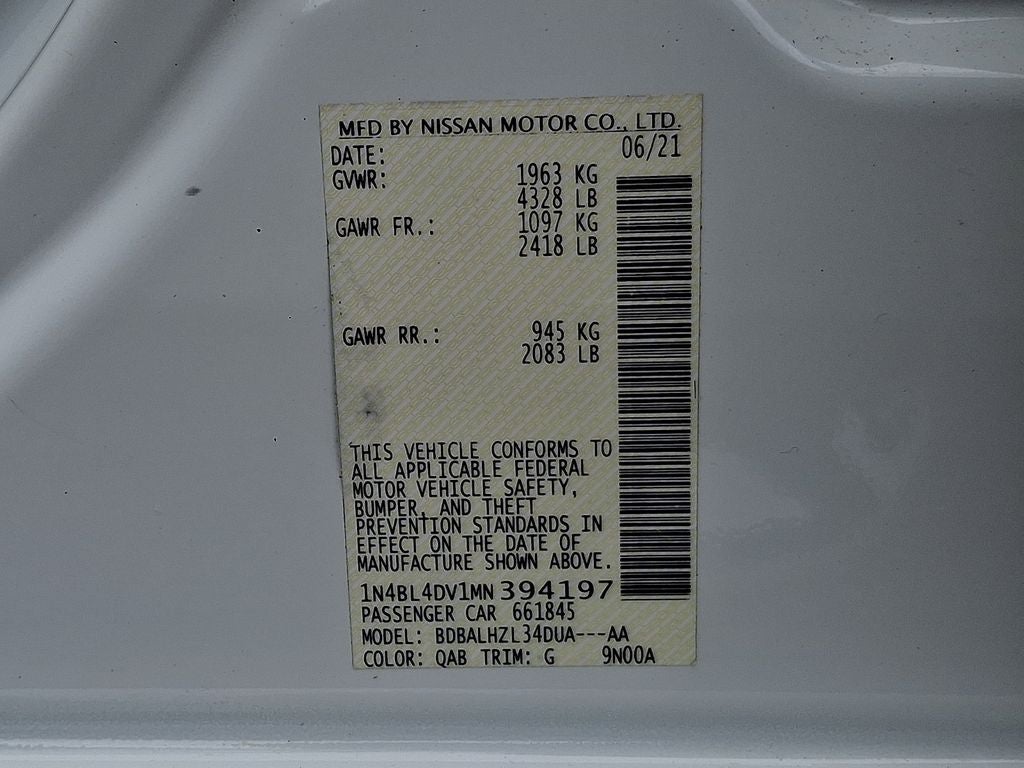 MFD BY NISSAN MOTOR CO., LTD.
DATE: 06/21
GVWR: 1963 KG
4328 LB
GAWR FR.: 1097 KG
2418 LB
GAWR RR.: 945 KG
2083 LB
THIS VEHICLE CONFORMS TO
ALL APPLICABLE FEDERAL
MOTOR VEHICLE SAFETY,
BUMPER, AND THEFT
PREVENTION STANDARDS IN
EFFECT ON THE DATE OF
MANUFACTURE SHOWN ABOVE.
1N4BL4DV1MN394197
PASSENGER CAR 661845
MODEL: BDBALHZL34DUA---AA
COLOR: QAB TRIM: G 9N00A